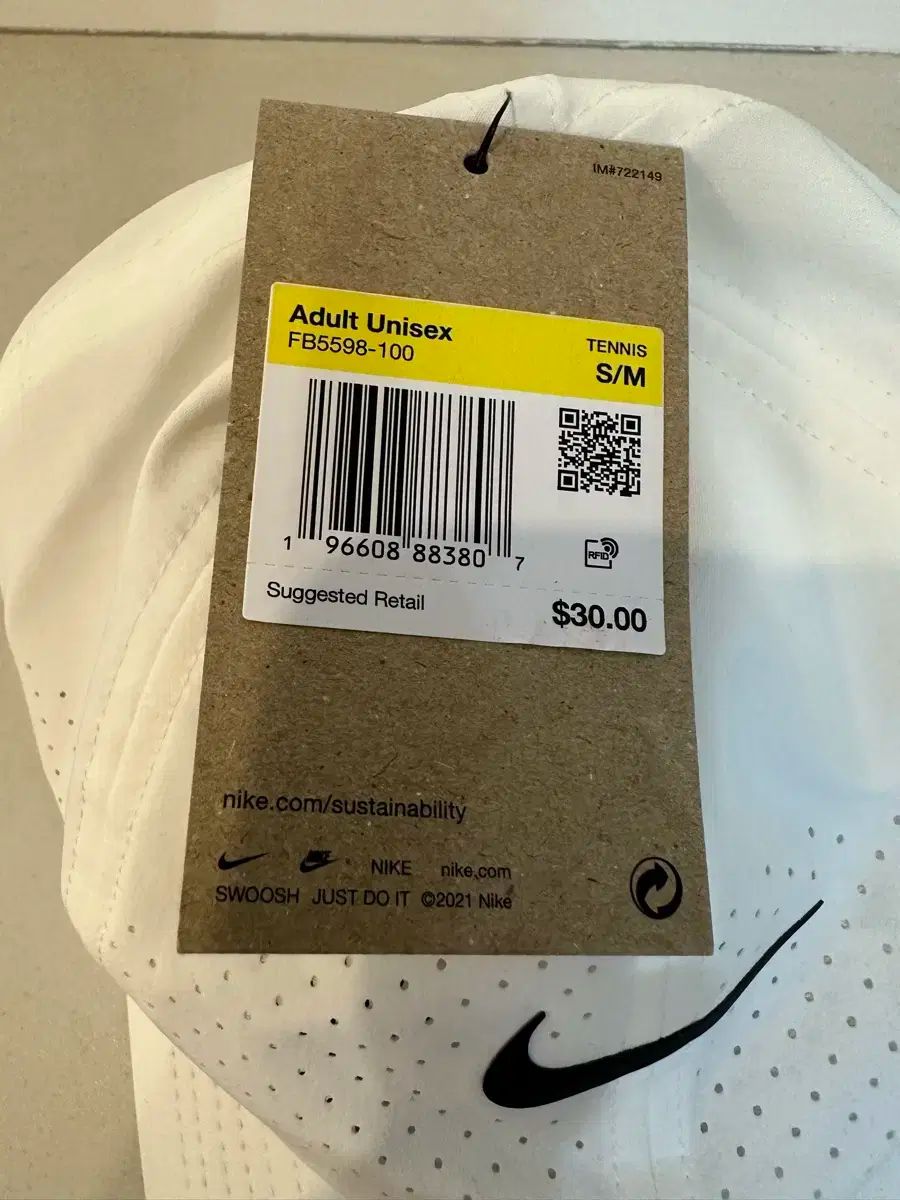 IM#722149
Adult Unisex
FB5598-100
TENNIS
S/M
1 96608 88380 7
RFID
Suggested Retail
$30.00
nike.com/sustainability
NIKE nike.com
SWOOSH JUST DO IT ©2021 Nike